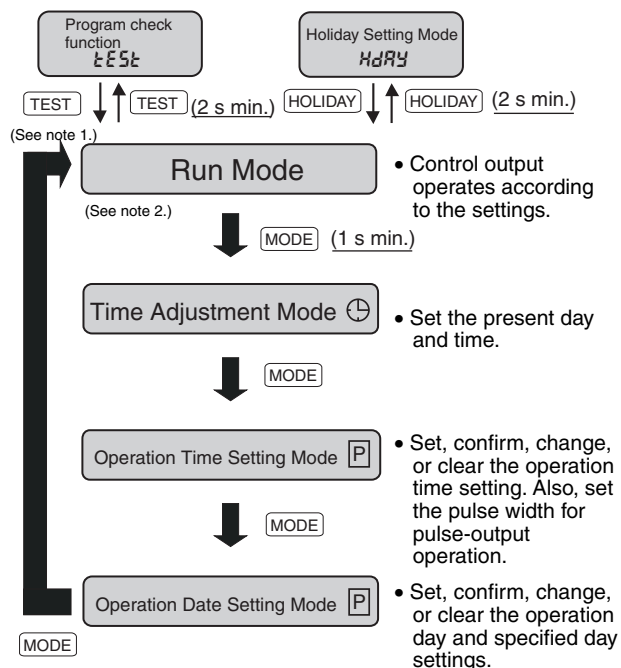 Program check
function
tESt
Holiday Setting Mode
HdAY
TEST
TEST (2 s min.)
HOLIDAY
HOLIDAY (2 s min.)
(See note 1.)
Run Mode
• Control output
operates according
to the settings.
(See note 2.)
MODE (1 s min.)
Time Adjustment Mode
• Set the present day
and time.
MODE
Operation Time Setting Mode P
• Set, confirm, change,
or clear the operation
time setting. Also, set
the pulse width for
pulse-output
operation.
MODE
Operation Date Setting Mode P
• Set, confirm, change,
or clear the operation
day and specified day
settings.
MODE